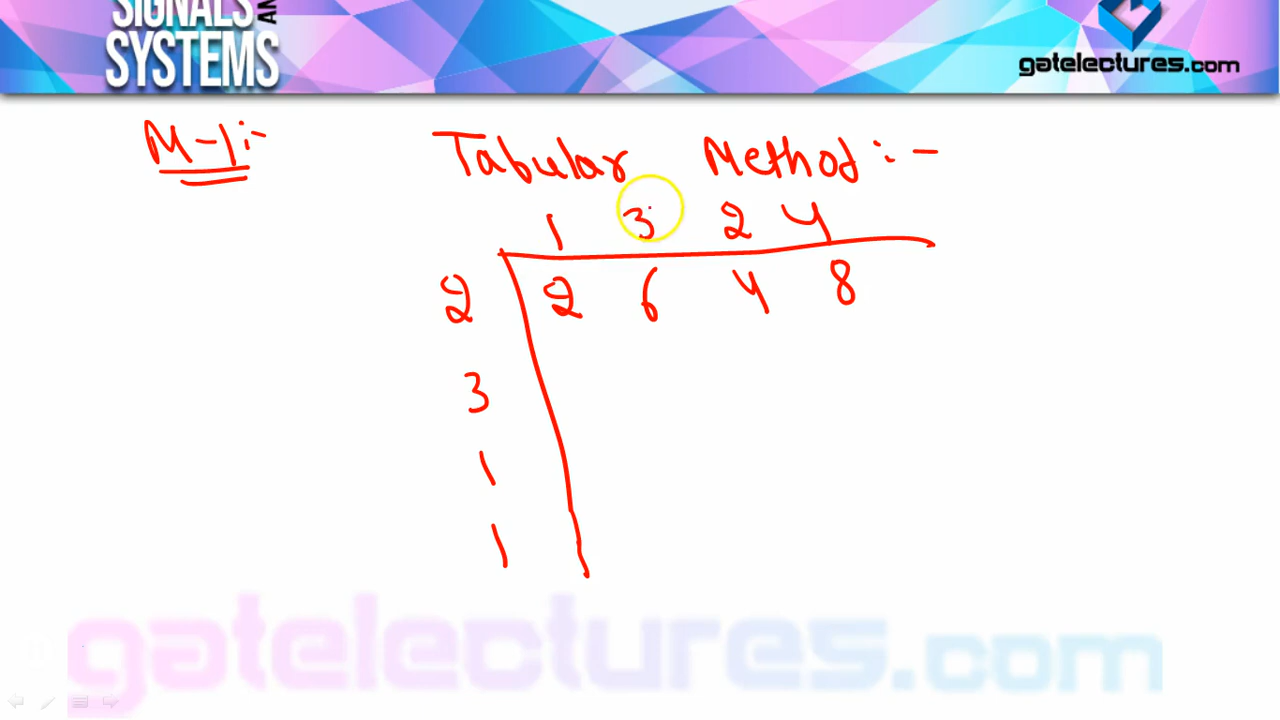 SIGNALS AN
SYSTEMS
gatelectures.com
M-1:-
Tabular Method:-
1 3 2 4
2 2 6 4 8
3
1
1
gatelectures.com